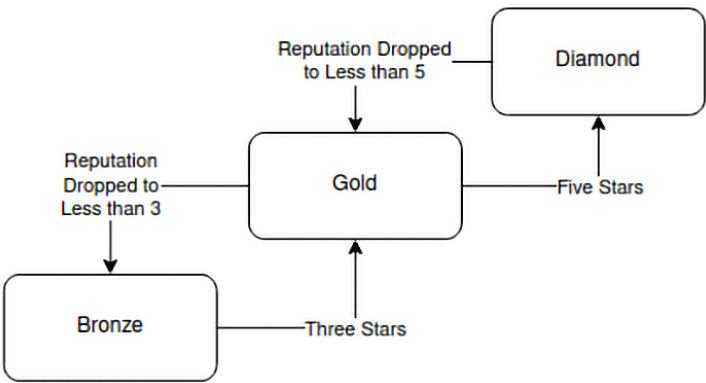 Reputation Dropped
to Less than 5
Diamond
Reputation
Dropped to
Less than 3
Gold
Five Stars
Bronze
Three Stars